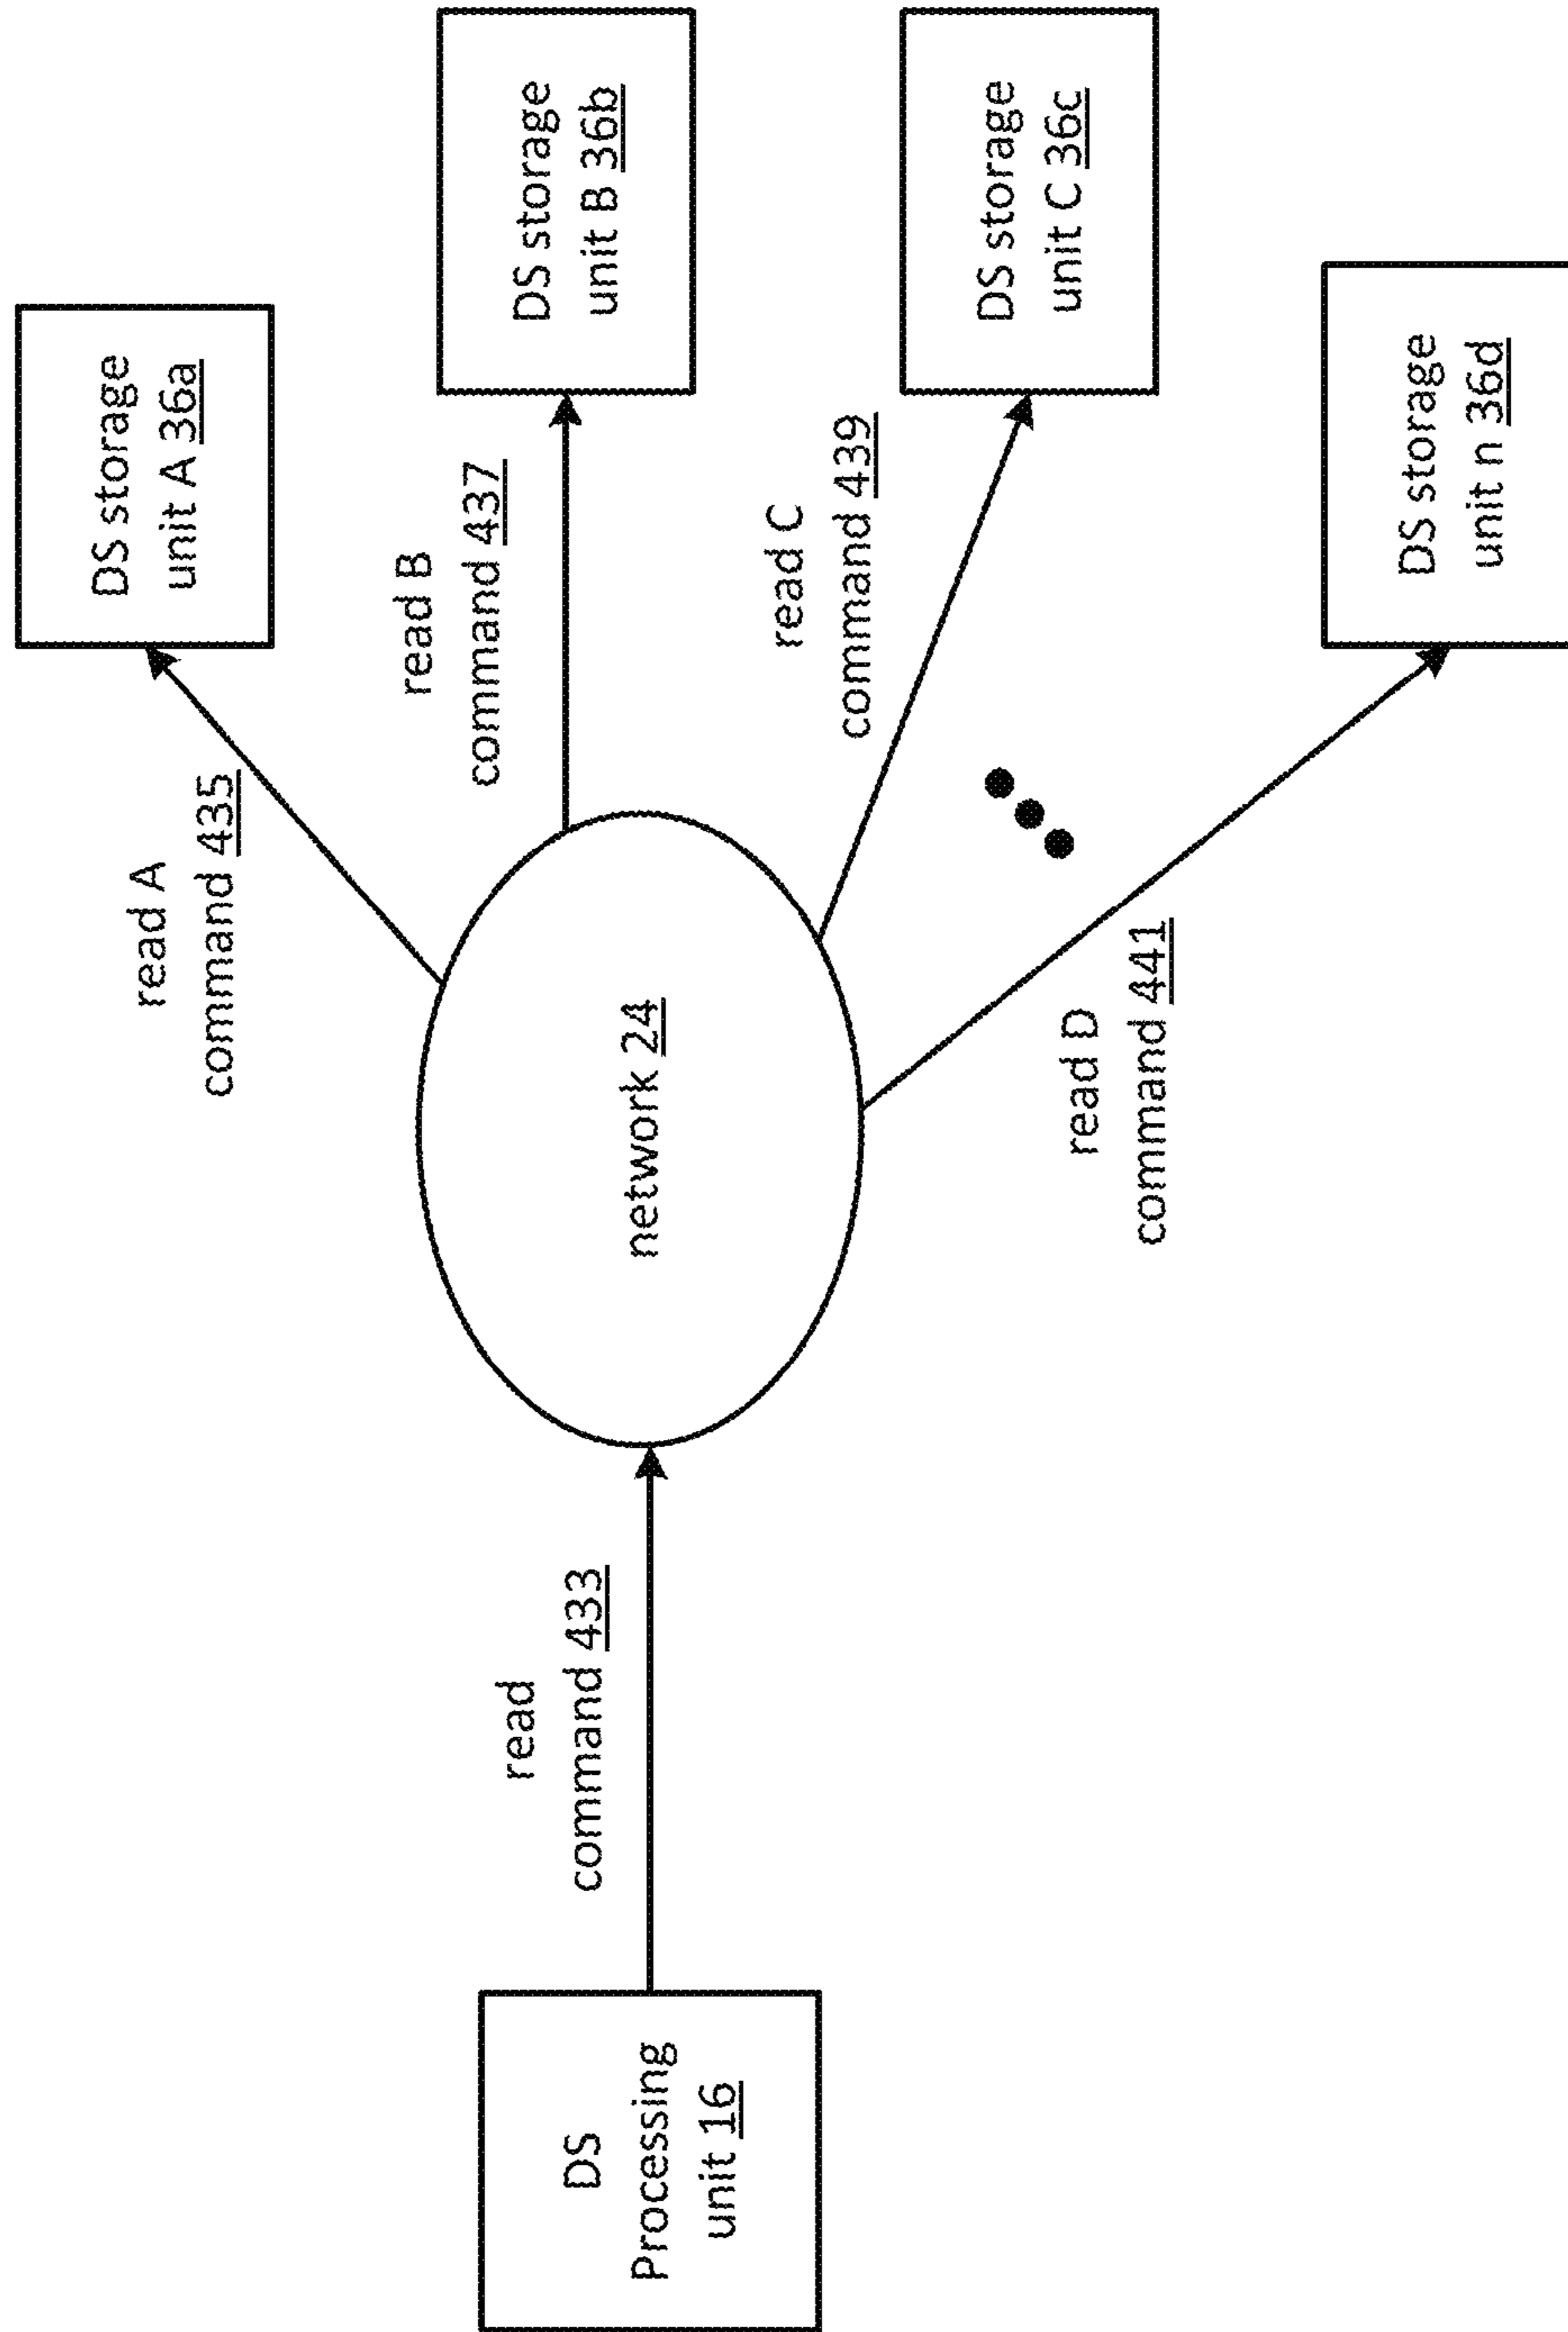 DS
Processing
unit 16
read
command 433
network 24
read A
command 435
DS storage
unit A 36a
read B
command 437
DS storage
unit B 36b
read C
command 439
DS storage
unit C 36c
read D
command 441
DS storage
unit n 36d